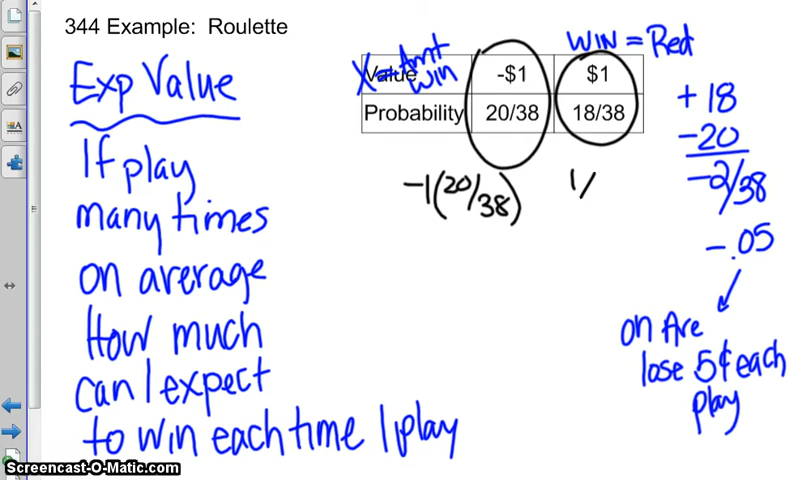 344 Example: Roulette
Exp Value
If play
many times
on average
How much
can I expect
to win each time I play
X = Amt Win
WIN = Red
Value -$1 $1
Probability 20/38 18/38
-1(20/38) 1/
+18
-20
-2/38
-.05
on Ave
lose 5¢ each
play
Screencast-O-Matic.com